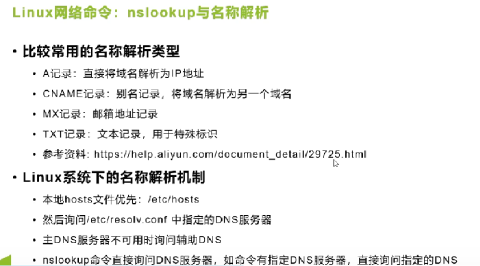 Linux网络命令：nslookup与名称解析
• 比较常用的名称解析类型
• A记录：直接将域名解析为IP地址
• CNAME记录：别名记录，将域名解析为另一个域名
• MX记录：邮箱地址记录
• TXT记录：文本记录，用于特殊标识
• 参考资料: https://help.aliyun.com/document_detail/29725.html
• Linux系统下的名称解析机制
• 本地hosts文件优先：/etc/hosts
• 然后询问/etc/resolv.conf 中指定的DNS服务器
• 主DNS服务器不可用时询问辅助DNS
• nslookup命令直接询问DNS服务器，如命令有指定DNS服务器，直接询问指定的DNS